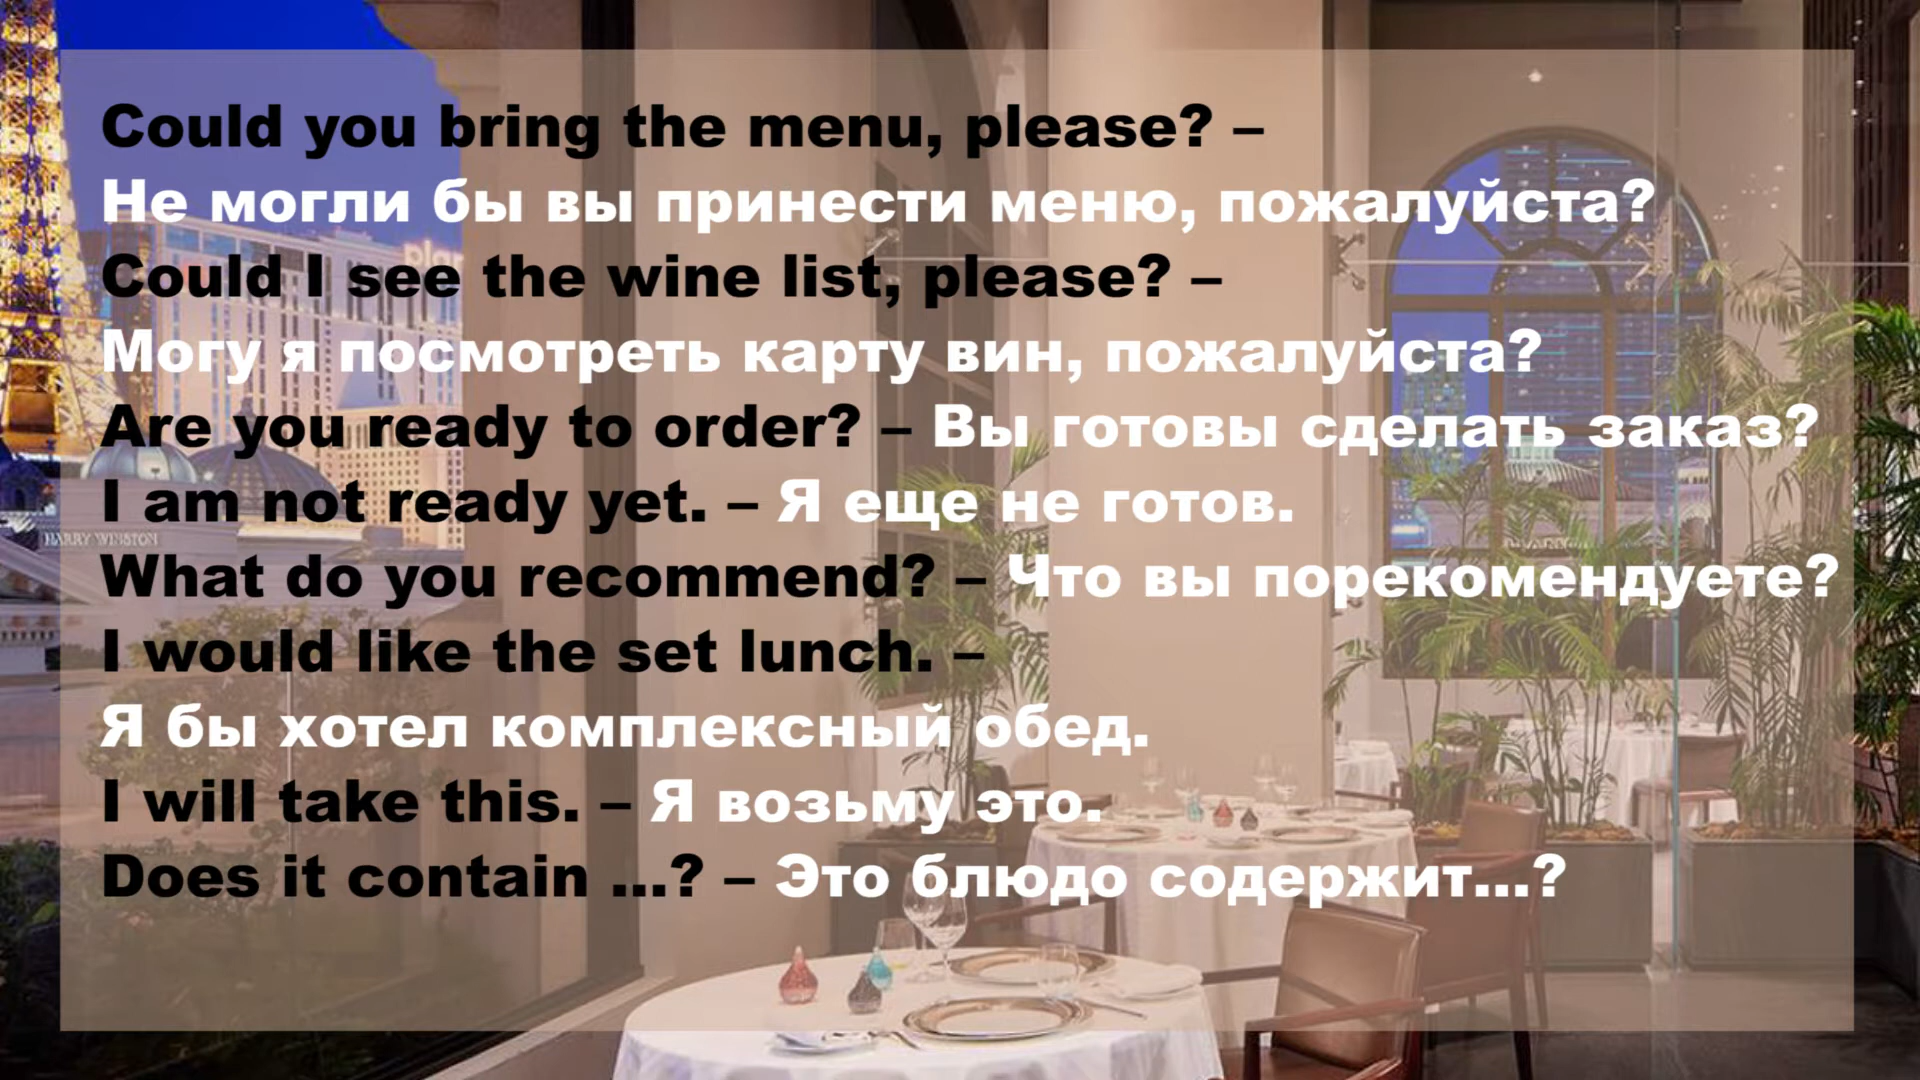 Could you bring the menu, please? –
Не могли бы вы принести меню, пожалуйста?
Could I see the wine list, please? –
Могу я посмотреть карту вин, пожалуйста?
Are you ready to order? – Вы готовы сделать заказ?
I am not ready yet. – Я еще не готов.
What do you recommend? – Что вы порекомендуете?
I would like the set lunch. –
Я бы хотел комплексный обед.
I will take this. – Я возьму это.
Does it contain ...? – Это блюдо содержит...?
HARRY WINSTON